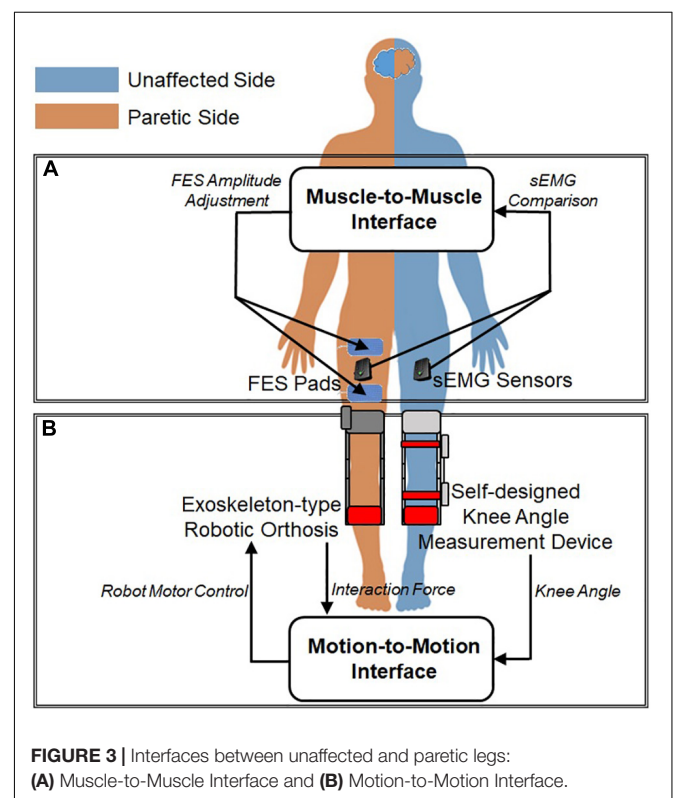 Unaffected Side
Paretic Side
A
FES Amplitude
Adjustment
Muscle-to-Muscle
Interface
sEMG
Comparison
FES Pads
sEMG Sensors
B
Exoskeleton-type
Robotic Orthosis
Self-designed
Knee Angle
Measurement Device
Robot Motor Control
Interaction Force
Knee Angle
Motion-to-Motion
Interface
FIGURE 3 | Interfaces between unaffected and paretic legs:
(A) Muscle-to-Muscle Interface and (B) Motion-to-Motion Interface.